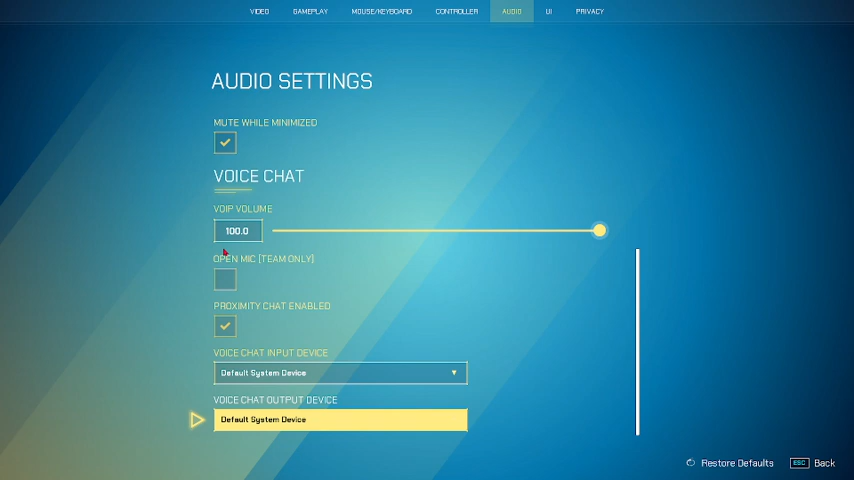 VIDEO GAMEPLAY MOUSE/KEYBOARD CONTROLLER AUDIO UI PRIVACY
AUDIO SETTINGS
MUTE WHILE MINIMIZED
VOICE CHAT
VOIP VOLUME
100.0
OPEN MIC [TEAM ONLY]
PROXIMITY CHAT ENABLED
VOICE CHAT INPUT DEVICE
Default System Device
VOICE CHAT OUTPUT DEVICE
Default System Device
Restore Defaults ESC Back